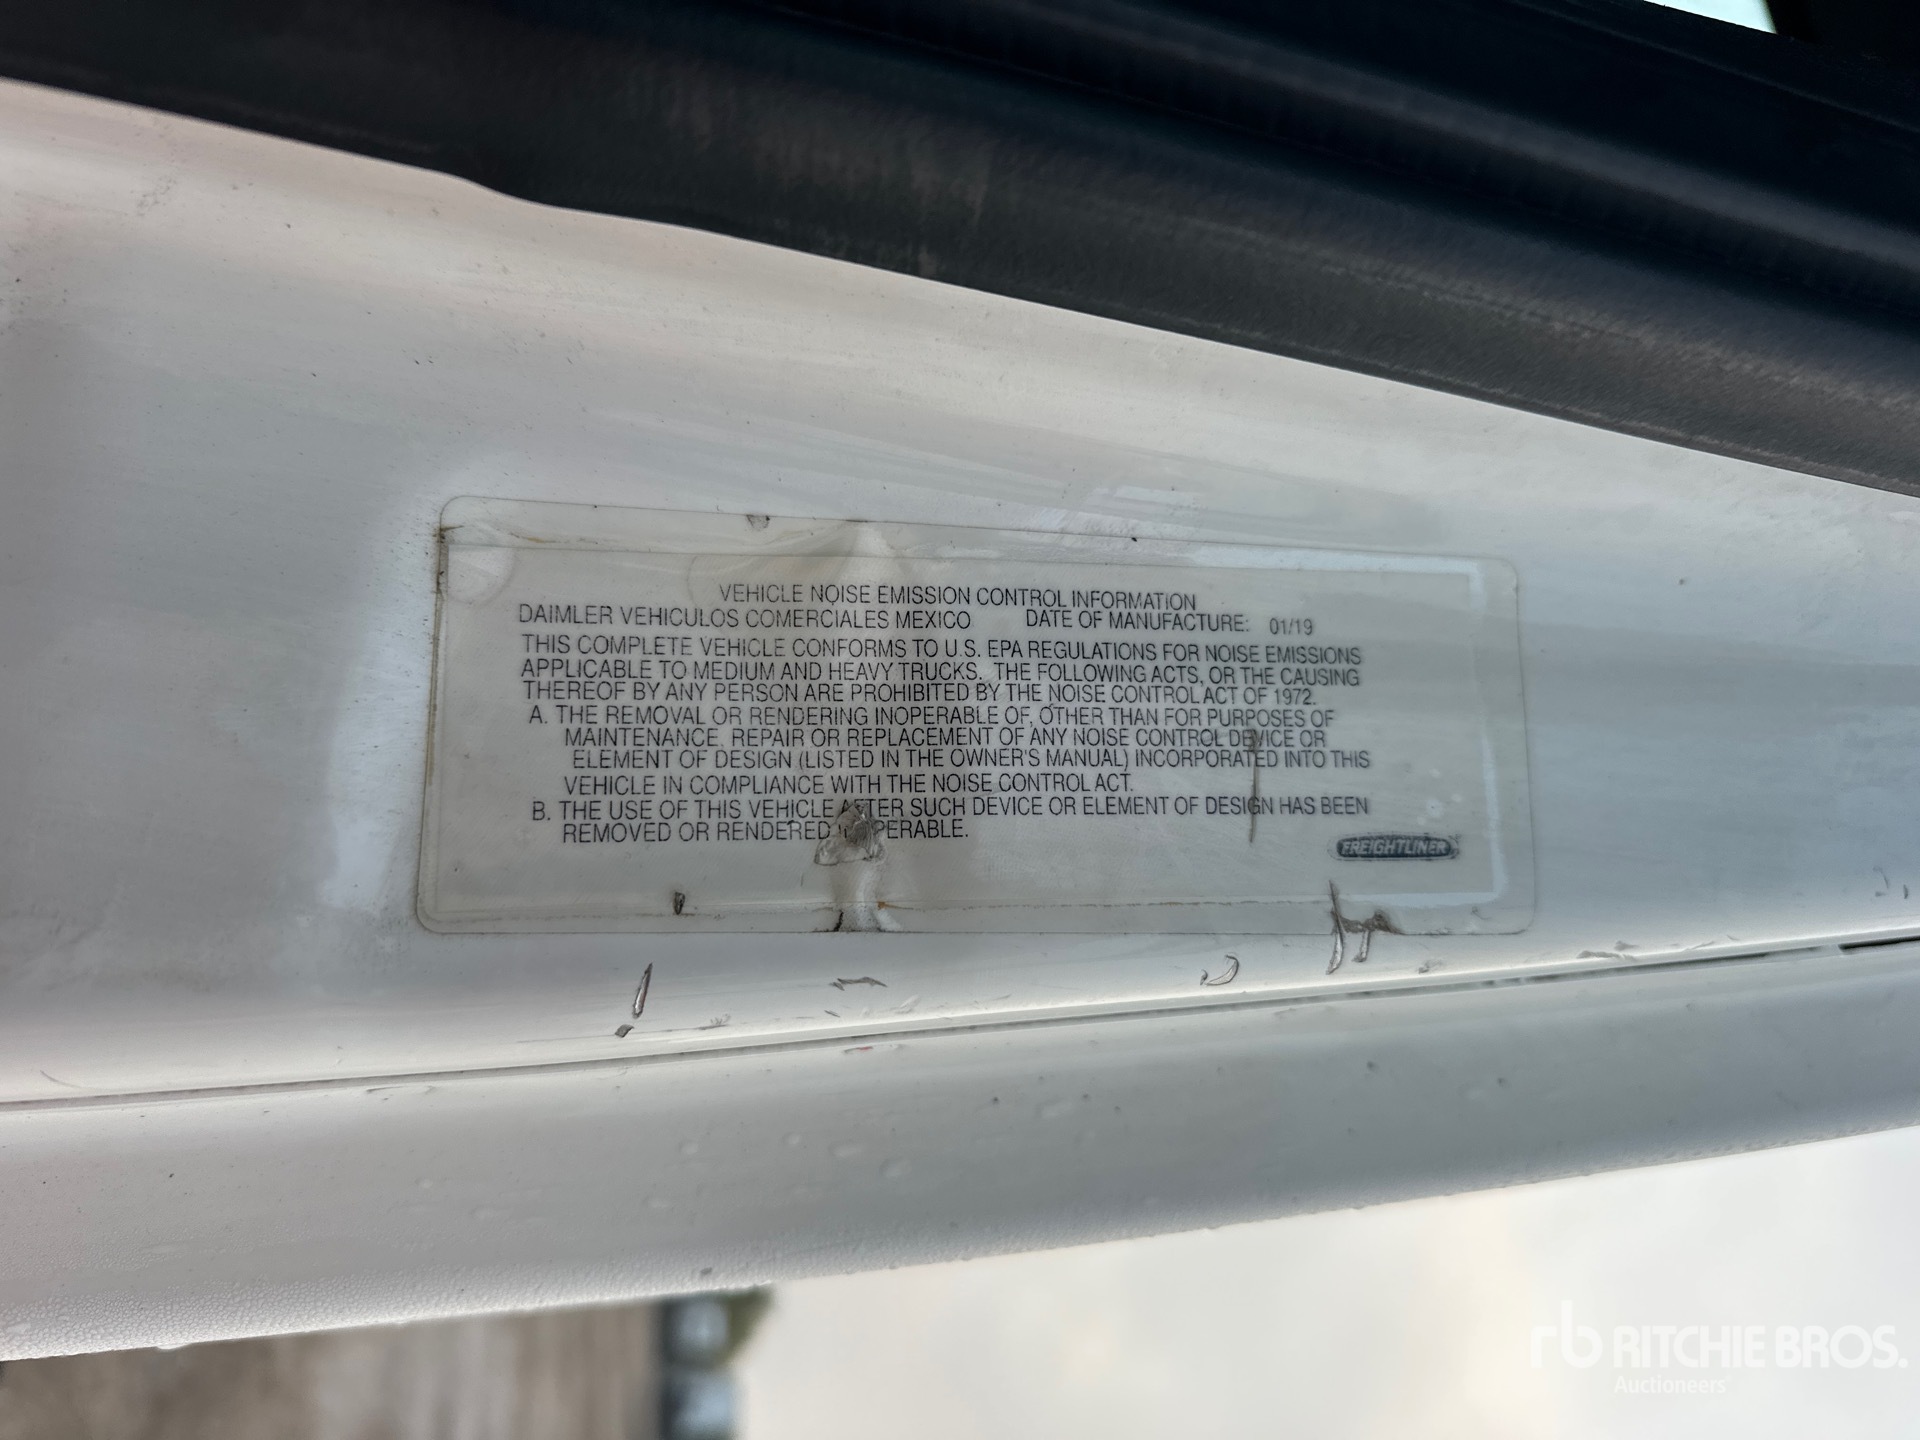 VEHICLE NOISE EMISSION CONTROL INFORMATION
DAIMLER VEHICULOS COMERCIALES MEXICO DATE OF MANUFACTURE: 01/19
THIS COMPLETE VEHICLE CONFORMS TO U.S. EPA REGULATIONS FOR NOISE EMISSIONS
APPLICABLE TO MEDIUM AND HEAVY TRUCKS. THE FOLLOWING ACTS, OR THE CAUSING
THEREOF BY ANY PERSON ARE PROHIBITED BY THE NOISE CONTROL ACT OF 1972.
A. THE REMOVAL OR RENDERING INOPERABLE OF, OTHER THAN FOR PURPOSES OF
MAINTENANCE, REPAIR OR REPLACEMENT OF ANY NOISE CONTROL DEVICE OR
ELEMENT OF DESIGN (LISTED IN THE OWNER'S MANUAL) INCORPORATED INTO THIS
VEHICLE IN COMPLIANCE WITH THE NOISE CONTROL ACT.
B. THE USE OF THIS VEHICLE AFTER SUCH DEVICE OR ELEMENT OF DESIGN HAS BEEN
REMOVED OR RENDERED INOPERABLE.
FREIGHTLINER
rb RITCHIE BROS.
Auctioneers